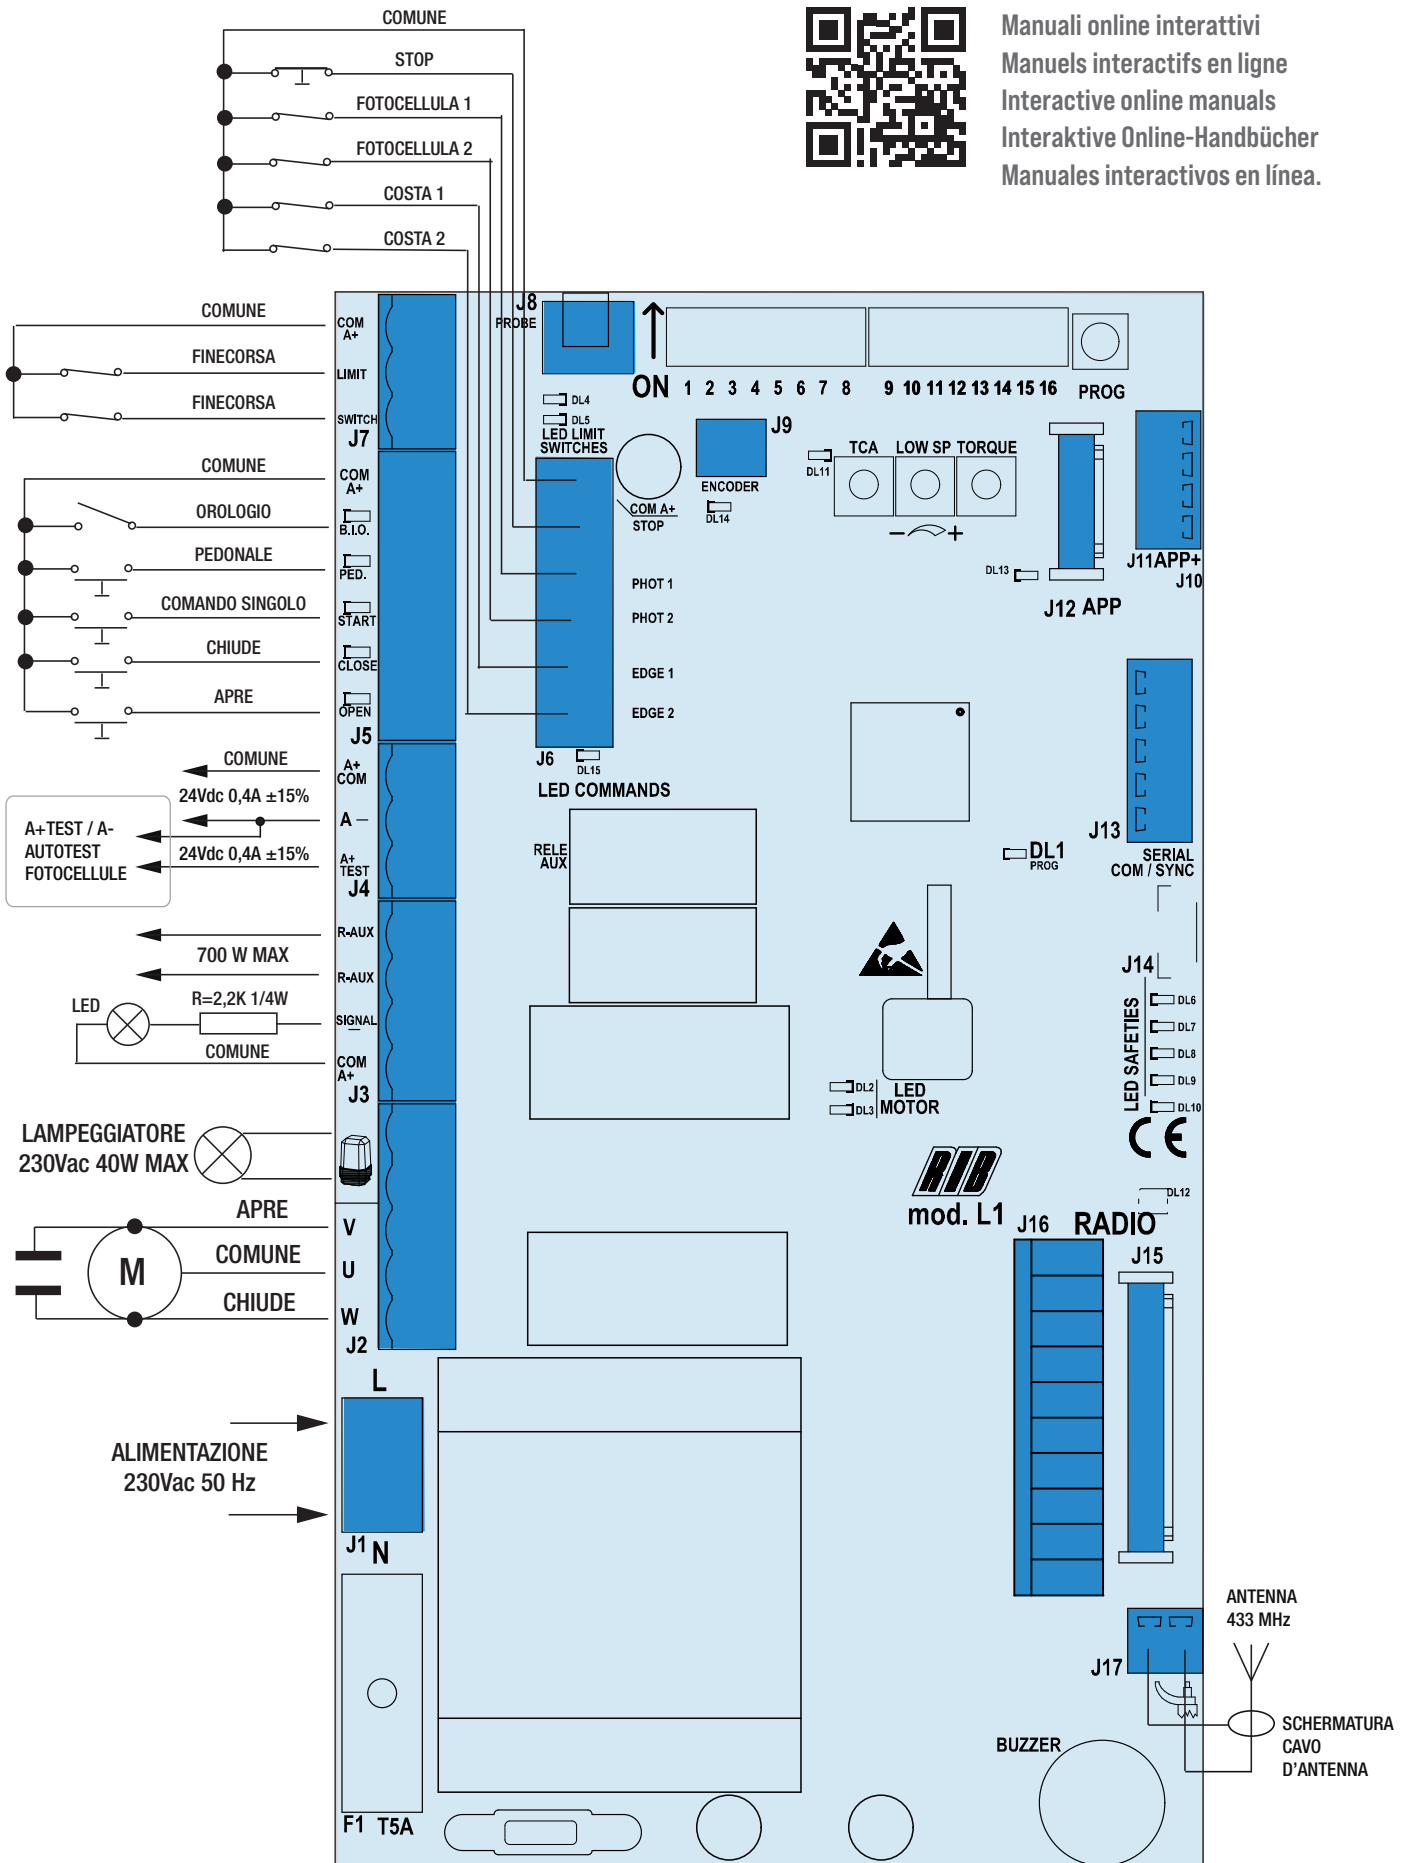 COMUNE
STOP
FOTOCELLULA 1
FOTOCELLULA 2
COSTA 1
COSTA 2
Manuali online interattivi
Manuels interactifs en ligne
Interactive online manuals
Interaktive Online-Handbücher
Manuales interactivos en línea.
COMUNE
FINECORSA
FINECORSA
COM
A+
LIMIT
SWITCH
J7
J8
PROBE
ON
1 2 3 4 5 6 7 8
9 10 11 12 13 14 15 16
PROG
DL4
DL5
LED LIMIT
SWITCHES
J9
ENCODER
DL14
COM A+
STOP
DL11
TCA
LOW SP
TORQUE
– +
DL13
J12 APP
J11 APP+
J10
COMUNE
OROLOGIO
PEDONALE
COMANDO SINGOLO
CHIUDE
APRE
COM
A+
B.I.O.
PED.
START
CLOSE
OPEN
J5
PHOT 1
PHOT 2
EDGE 1
EDGE 2
J6
DL15
LED COMMANDS
COMUNE
24Vdc 0,4A ±15%
24Vdc 0,4A ±15%
A+TEST / A-
AUTOTEST
FOTOCELLULE
A+
COM
A –
A+
TEST
J4
RELE
AUX
DL1
PROG
J13
SERIAL
COM / SYNC
700 W MAX
LED
R=2,2K 1/4W
COMUNE
R-AUX
R-AUX
SIGNAL
–
COM
A+
J3
J14
LED SAFETIES
DL6
DL7
DL8
DL9
DL10
CE
DL2
DL3
LED
MOTOR
LAMPEGGIATORE
230Vac 40W MAX
APRE
COMUNE
CHIUDE
M
V
U
W
J2
RIB
mod. L1
DL12
J16
RADIO
J15
ALIMENTAZIONE
230Vac 50 Hz
L
J1
N
F1 T5A
J17
ANTENNA
433 MHz
SCHERMATURA
CAVO
D'ANTENNA
BUZZER